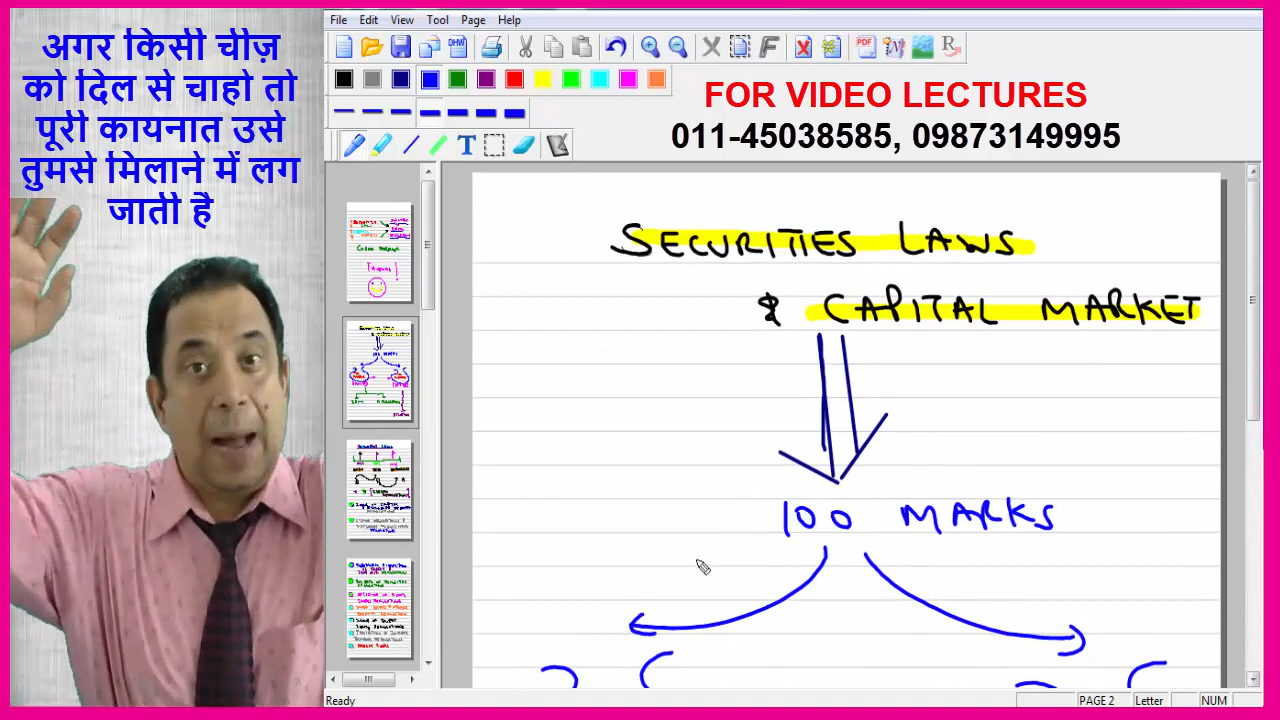 अगर किसी चीज़
को दिल से चाहो तो
पूरी कायनात उसे
तुमसे मिलाने में लग
जाती है
File Edit View Tool Page Help
FOR VIDEO LECTURES
011-45038585, 09873149995
SECURITIES LAWS
& CAPITAL MARKET
100 MARKS
Ready
PAGE 2 Letter NUM